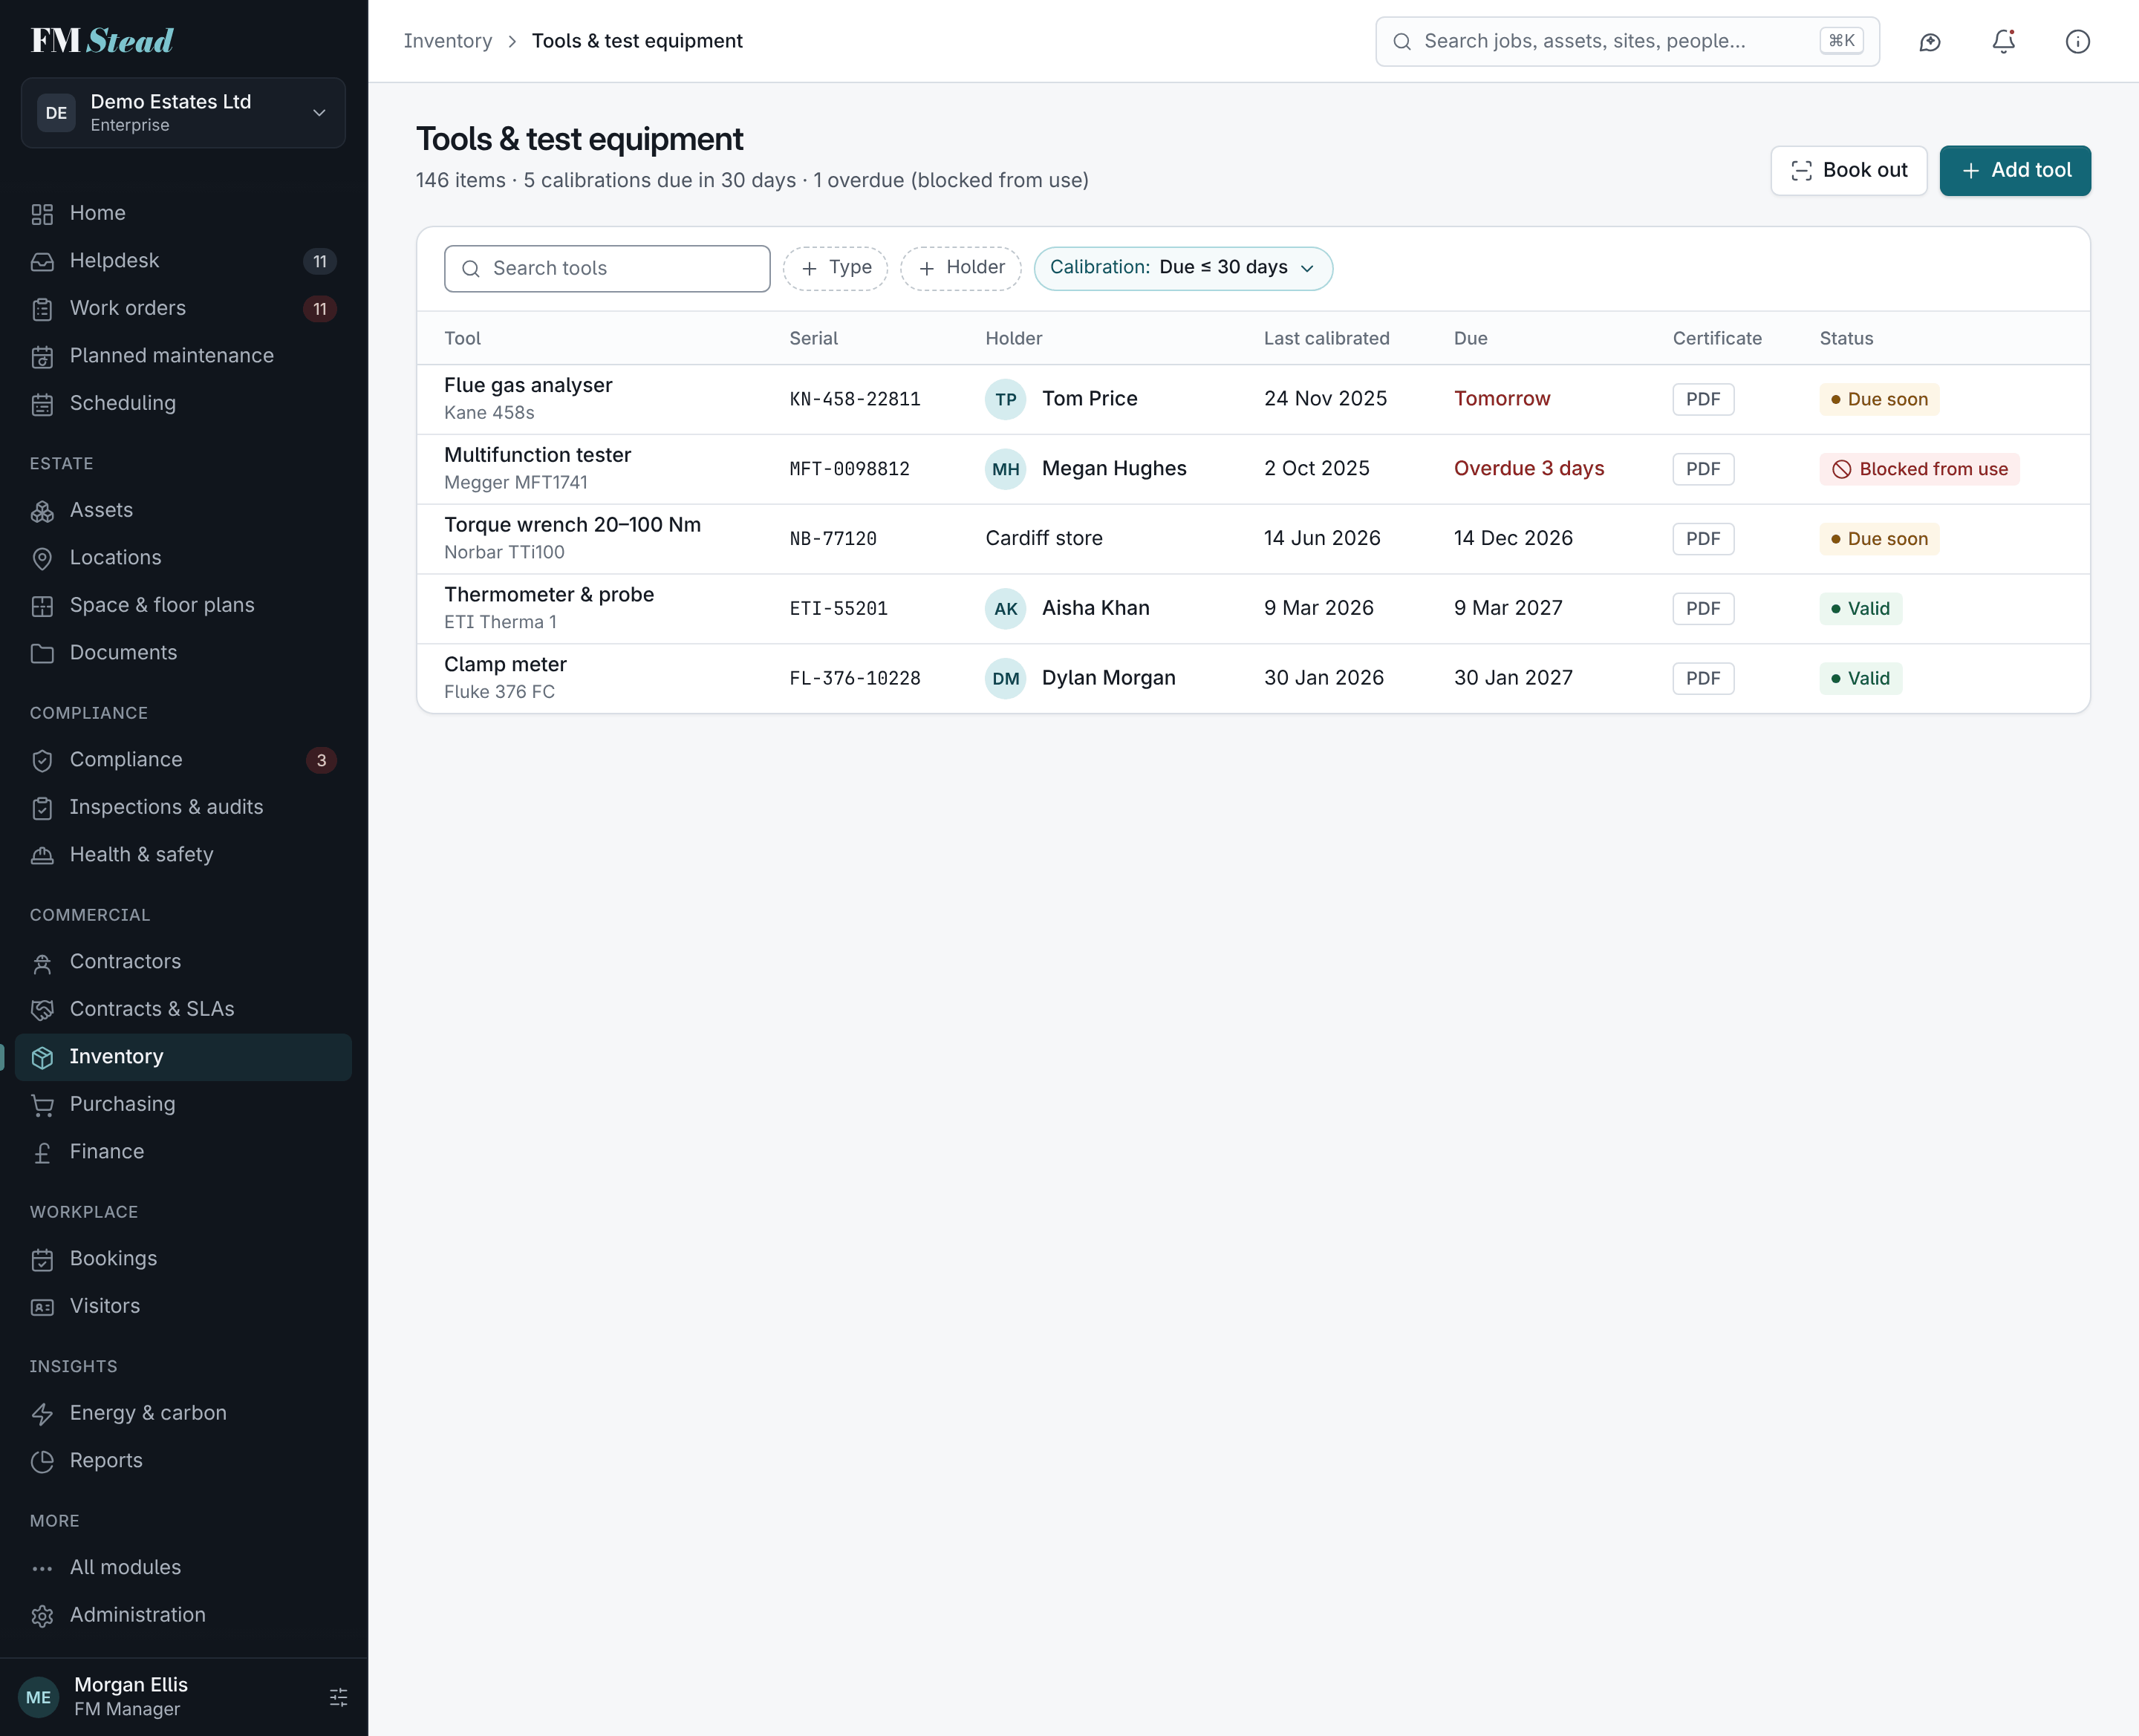 FM Stead
DE
Demo Estates Ltd
Enterprise
Home
Helpdesk 11
Work orders 11
Planned maintenance
Scheduling
ESTATE
Assets
Locations
Space & floor plans
Documents
COMPLIANCE
Compliance 3
Inspections & audits
Health & safety
COMMERCIAL
Contractors
Contracts & SLAs
Inventory
Purchasing
Finance
WORKPLACE
Bookings
Visitors
INSIGHTS
Energy & carbon
Reports
MORE
All modules
Administration
ME
Morgan Ellis
FM Manager
Inventory Tools & test equipment
Search jobs, assets, sites, people... ⌘K
Tools & test equipment
146 items · 5 calibrations due in 30 days · 1 overdue (blocked from use)
Book out
Add tool
Search tools
Type
Holder
Calibration: Due ≤ 30 days
Tool Serial Holder Last calibrated Due Certificate Status
Flue gas analyser
Kane 458s
KN-458-22811 TP Tom Price 24 Nov 2025 Tomorrow PDF Due soon
Multifunction tester
Megger MFT1741
MFT-0098812 MH Megan Hughes 2 Oct 2025 Overdue 3 days PDF Blocked from use
Torque wrench 20–100 Nm
Norbar TTi100
NB-77120 Cardiff store 14 Jun 2026 14 Dec 2026 PDF Due soon
Thermometer & probe
ETI Therma 1
ETI-55201 AK Aisha Khan 9 Mar 2026 9 Mar 2027 PDF Valid
Clamp meter
Fluke 376 FC
FL-376-10228 DM Dylan Morgan 30 Jan 2026 30 Jan 2027 PDF Valid